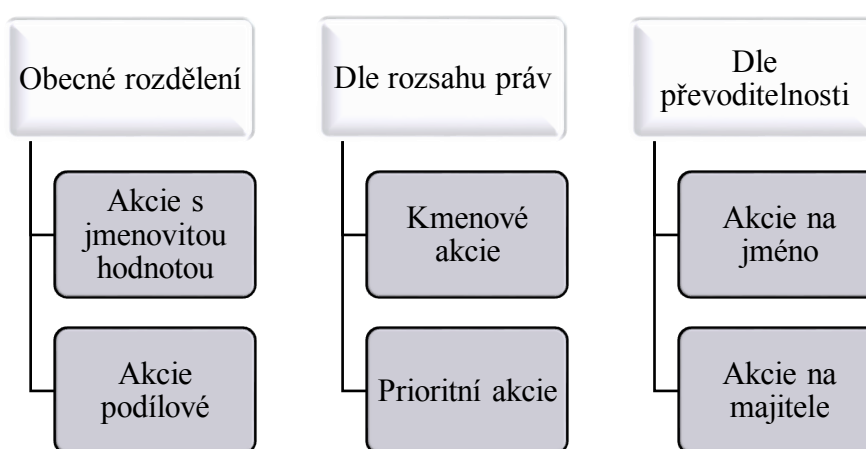 Obecné rozdělení
Akcie s
jmenovitou
hodnotou
Akcie
podílové
Dle rozsahu práv
Kmenové
akcie
Prioritní akcie
Dle
převoditelnosti
Akcie na
jméno
Akcie na
majitele